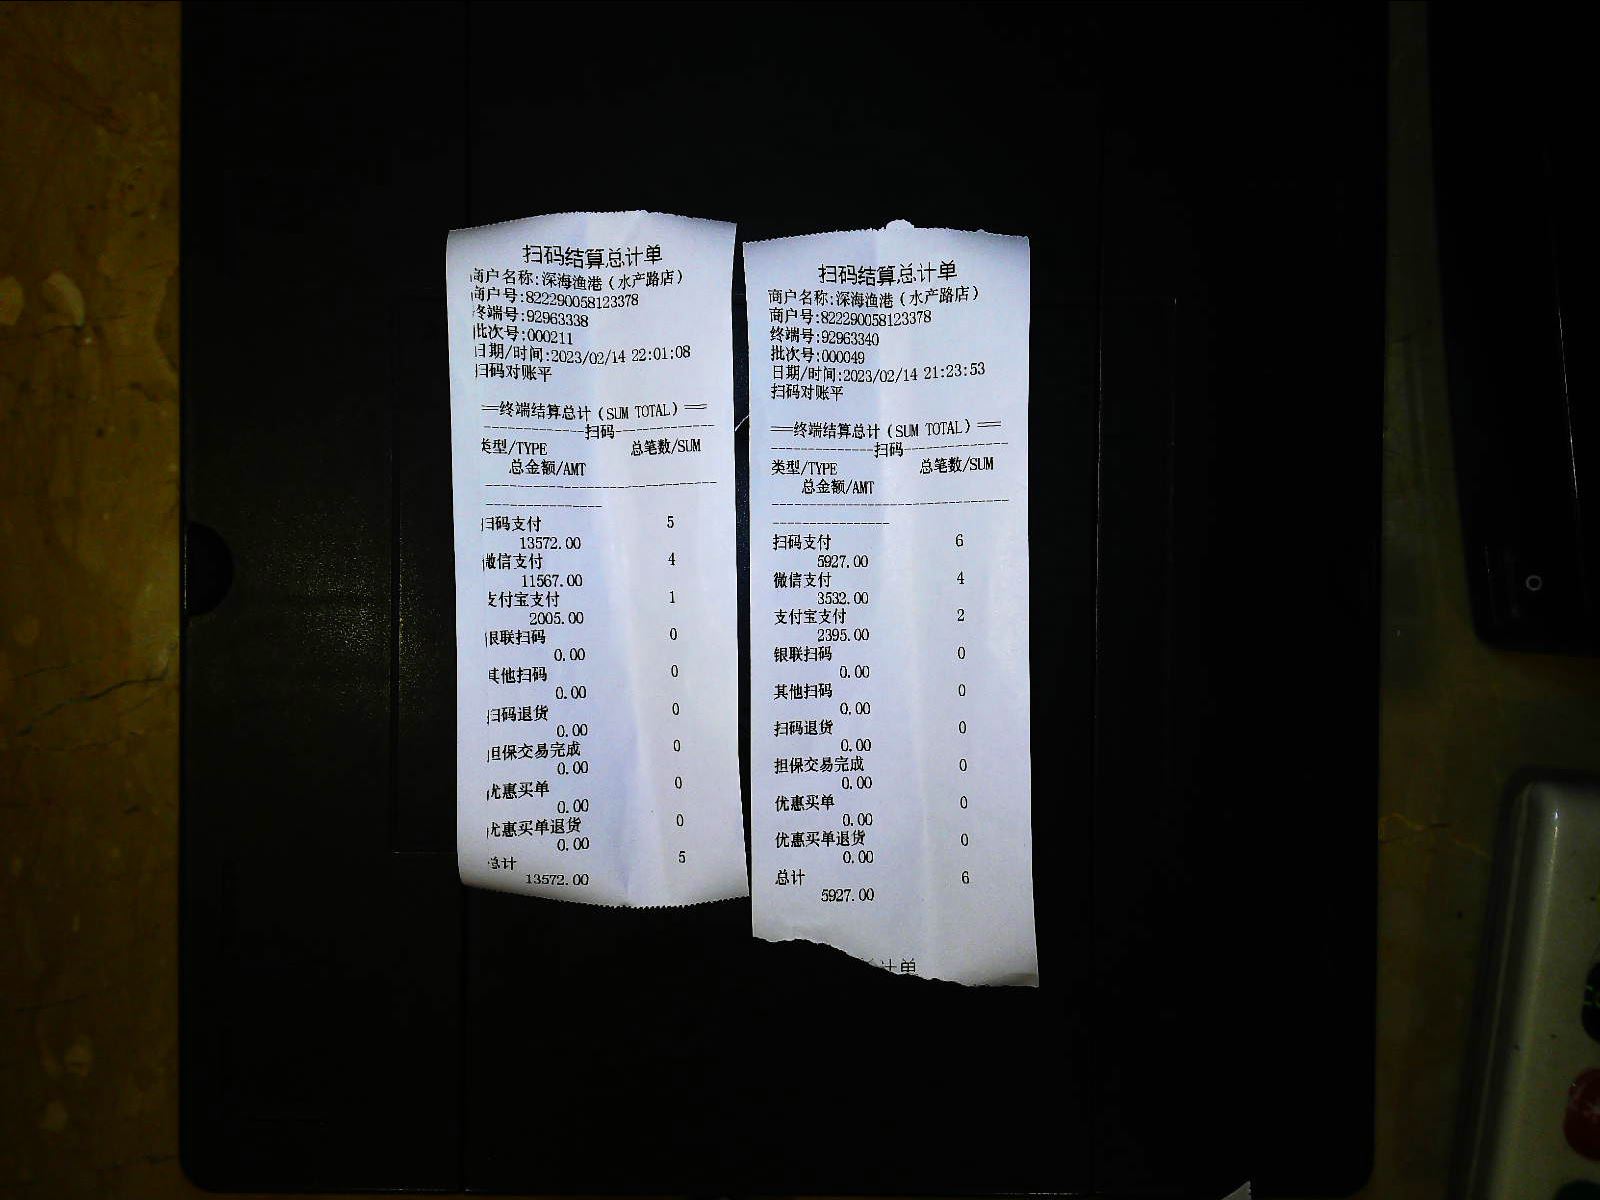 扫码结算总计单
商户名称:深海渔港(水产路店)
商户号:822290058123378
终端号:92963338
批次号:000211
日期/时间:2023/02/14 22:01:08
扫码对账平
==终端结算总计(SUM TOTAL)==
---------------扫码---------------
类型/TYPE 总笔数/SUM
总金额/AMT
扫码支付 5
13572.00
微信支付 4
11567.00
支付宝支付 1
2005.00
银联扫码 0
0.00
其他扫码 0
0.00
扫码退货 0
0.00
担保交易完成 0
0.00
优惠买单 0
0.00
优惠买单退货 0
0.00
总计 5
13572.00
扫码结算总计单
商户名称:深海渔港(水产路店)
商户号:822290058123378
终端号:92963340
批次号:000049
日期/时间:2023/02/14 21:23:53
扫码对账平
==终端结算总计(SUM TOTAL)==
---------------扫码---------------
类型/TYPE 总笔数/SUM
总金额/AMT
扫码支付 6
5927.00
微信支付 4
3532.00
支付宝支付 2
2395.00
银联扫码 0
0.00
其他扫码 0
0.00
扫码退货 0
0.00
担保交易完成 0
0.00
优惠买单 0
0.00
优惠买单退货 0
0.00
总计 6
5927.00
计单